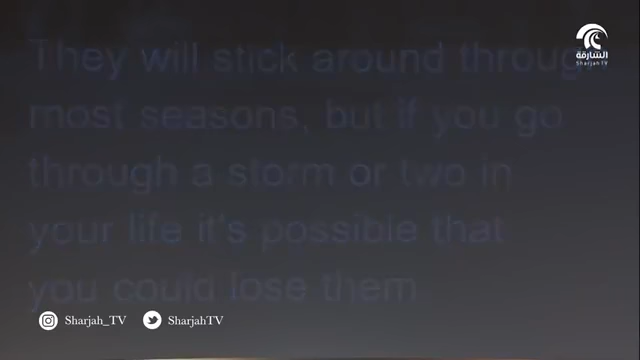 They will stick around through
most seasons, but if you go
through a storm or two in
your life it's possible that
you could lose them
الشارقة
Sharjah TV
Sharjah_TV
SharjahTV